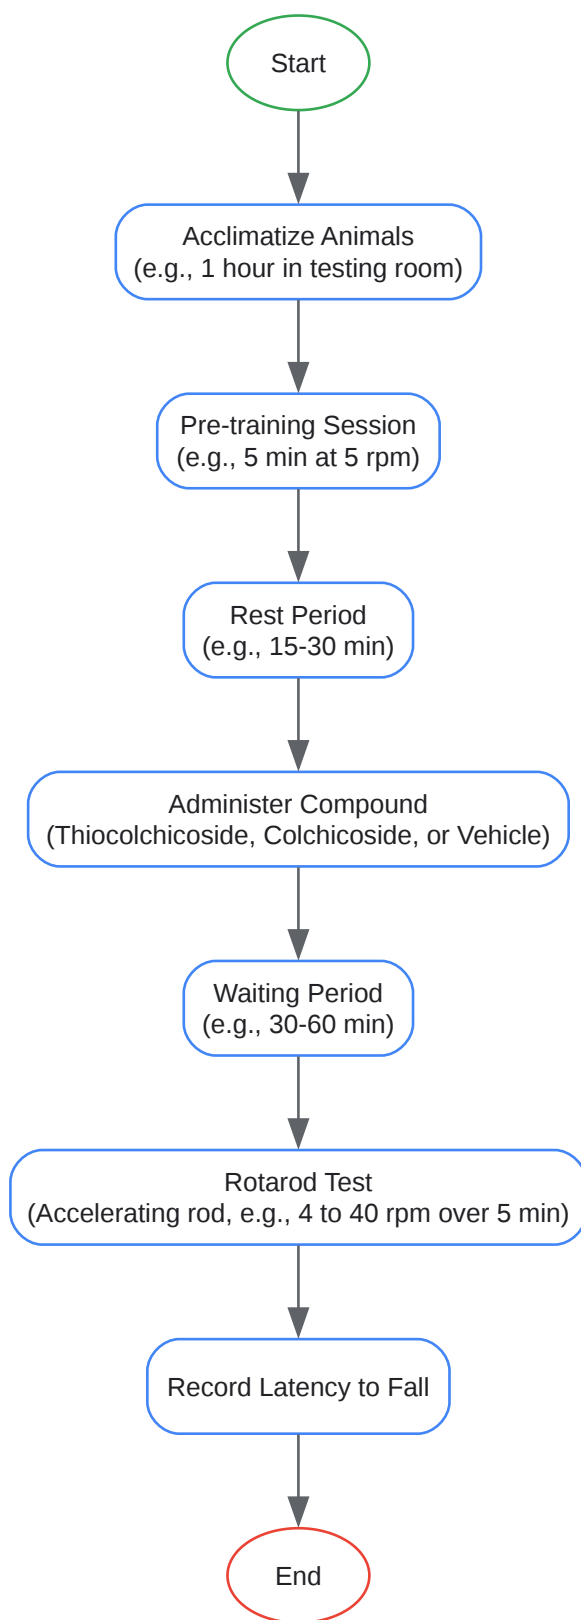 Start
Acclimatize Animals
(e.g., 1 hour in testing room)
Pre-training Session
(e.g., 5 min at 5 rpm)
Rest Period
(e.g., 15-30 min)
Administer Compound
(Thiocolchicoside, Colchicoside, or Vehicle)
Waiting Period
(e.g., 30-60 min)
Rotarod Test
(Accelerating rod, e.g., 4 to 40 rpm over 5 min)
Record Latency to Fall
End